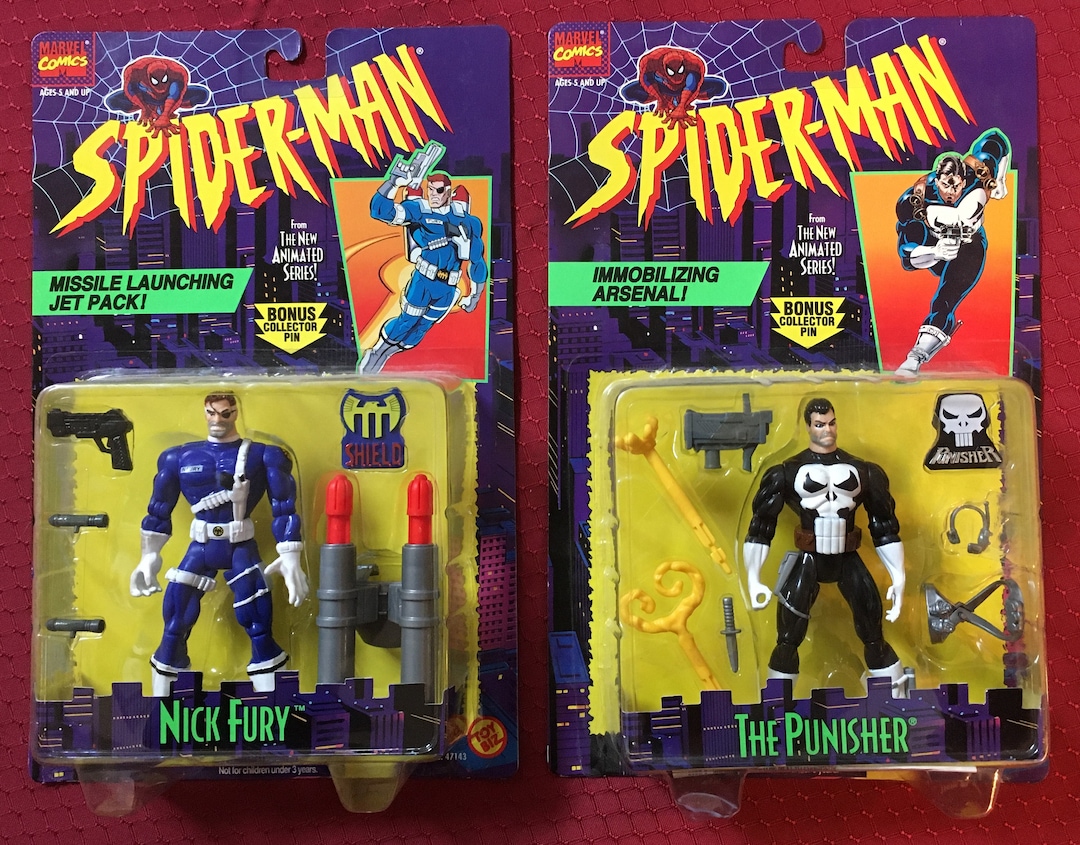 MARVEL
COMICS
AGES 5 AND UP
SPIDER-MAN®
From
THE NEW
ANIMATED
SERIES!
MISSILE LAUNCHING
JET PACK!
BONUS
COLLECTOR
PIN
SHIELD
NICK FURY™
TOY
BIZ
47143
Not for children under 3 years.
MARVEL
COMICS
AGES 5 AND UP
SPIDER-MAN®
From
THE NEW
ANIMATED
SERIES!
IMMOBILIZING
ARSENAL!
BONUS
COLLECTOR
PIN
PUNISHER
THE PUNISHER®